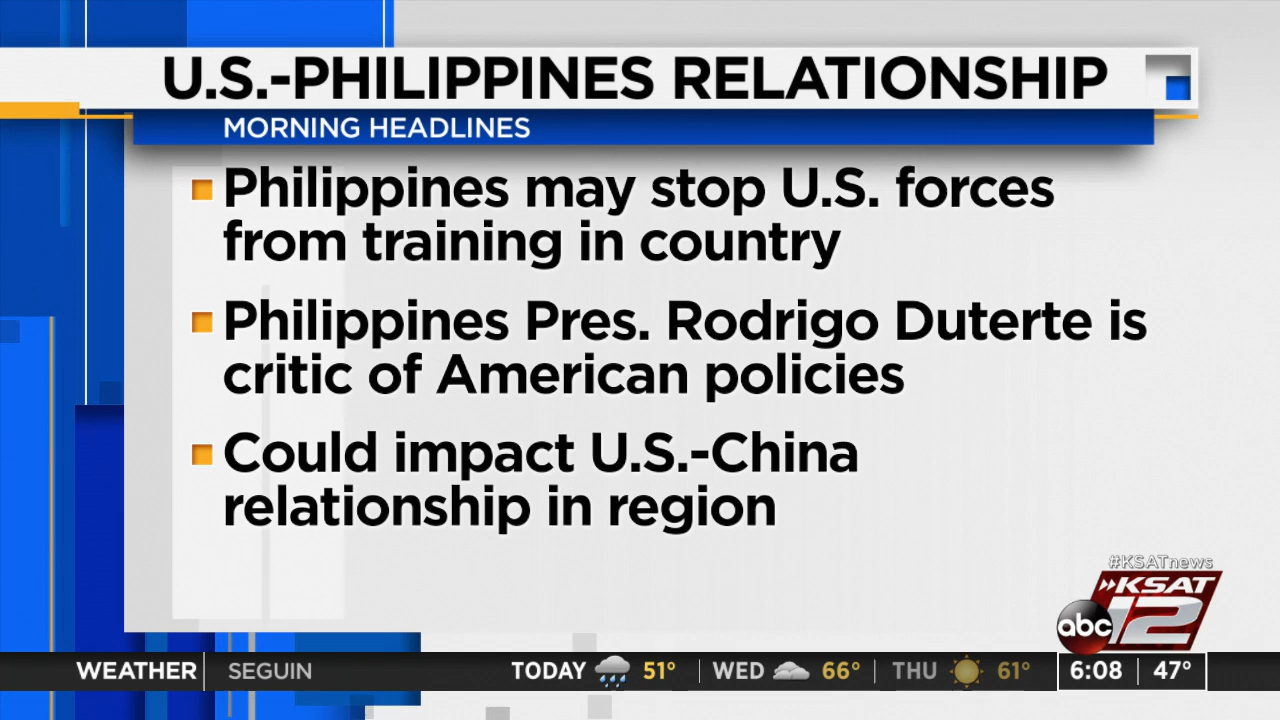 U.S.-PHILIPPINES RELATIONSHIP
MORNING HEADLINES
Philippines may stop U.S. forces
from training in country
Philippines Pres. Rodrigo Duterte is
critic of American policies
Could impact U.S.-China
relationship in region
#KSATnews
KSAT
abc 12
WEATHER SEGUIN TODAY 51° WED 66° THU 61° 6:08 47°